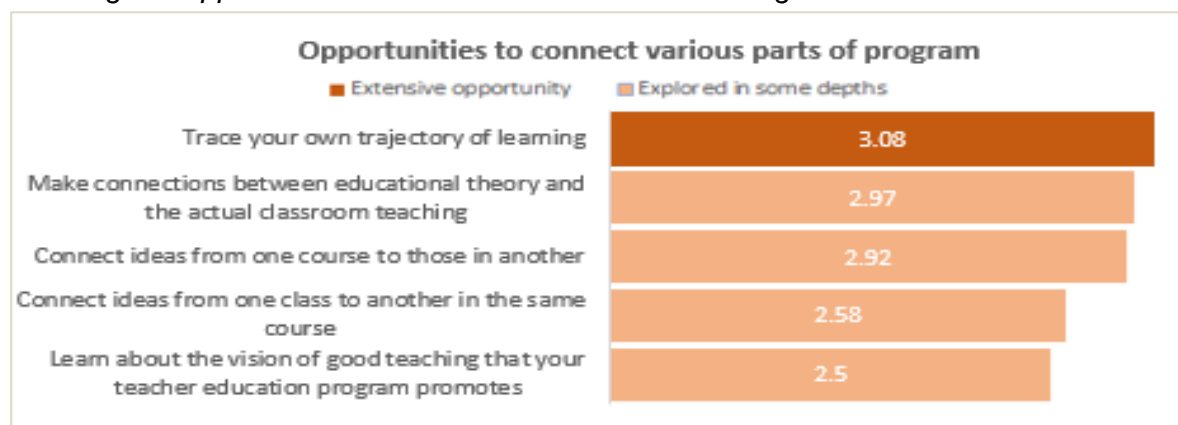 Opportunities to connect various parts of program
Extensive opportunity Explored in some depths
Trace your own trajectory of learning 3.08
Make connections between educational theory and
the actual classroom teaching 2.97
Connect ideas from one course to those in another 2.92
Connect ideas from one class to another in the same
course 2.58
Learn about the vision of good teaching that your
teacher education program promotes 2.5